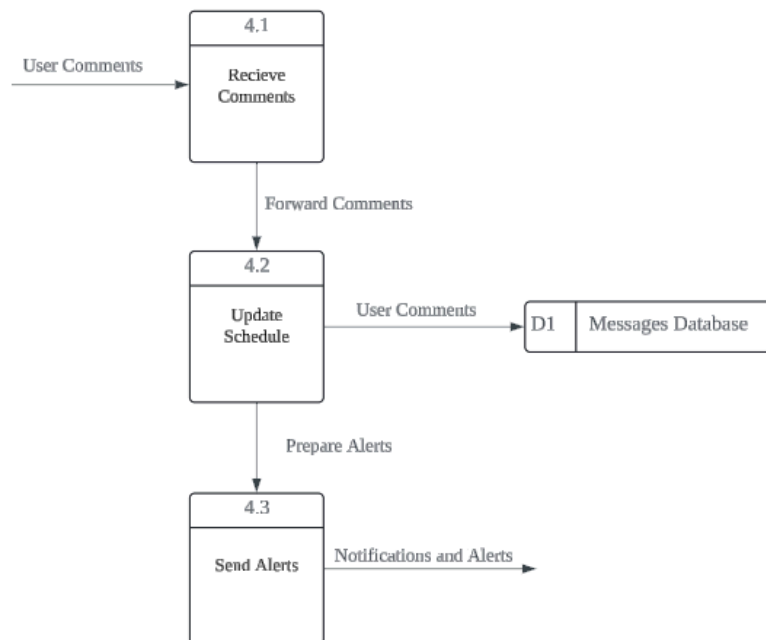 4.1
User Comments
Recieve
Comments
Forward Comments
4.2
Update
Schedule
User Comments
D1
Messages Database
Prepare Alerts
4.3
Send Alerts
Notifications and Alerts